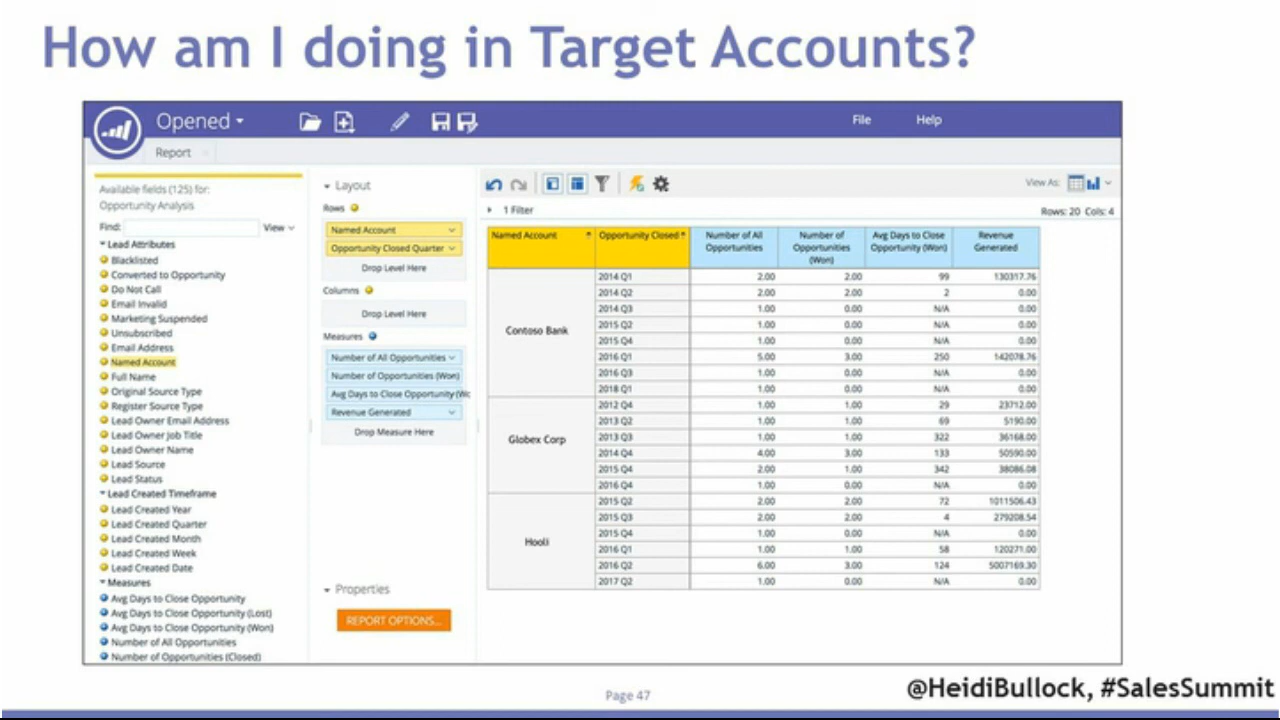 How am I doing in Target Accounts?
Opened
File Help
Report
Available fields (125) for:
Opportunity Analysis
Find:
View
Lead Attributes
Blacklisted
Converted to Opportunity
Do Not Call
Email Invalid
Marketing Suspended
Unsubscribed
Email Address
Named Account
Full Name
Original Source Type
Register Source Type
Lead Owner Email Address
Lead Owner Job Title
Lead Owner Name
Lead Source
Lead Status
Lead Created Timeframe
Lead Created Year
Lead Created Quarter
Lead Created Month
Lead Created Week
Lead Created Date
Measures
Avg Days to Close Opportunity
Avg Days to Close Opportunity (Lost)
Avg Days to Close Opportunity (Won)
Number of All Opportunities
Number of Opportunities (Closed)
Layout
Rows
Named Account
Opportunity Closed Quarter
Drop Level Here
Columns
Drop Level Here
Measures
Number of All Opportunities
Number of Opportunities (Won)
Avg Days to Close Opportunity (Wc
Revenue Generated
Drop Measure Here
Properties
REPORT OPTIONS...
View As:
1 Filter
Rows: 20 Cols: 4
Named Account Opportunity Closed Number of All Opportunities Number of Opportunities (Won) Avg Days to Close Opportunity (Won) Revenue Generated
Contoso Bank
2014 Q1 2.00 2.00 99 130317.76
2014 Q2 2.00 2.00 2 0.00
2014 Q3 1.00 0.00 N/A 0.00
2015 Q2 1.00 0.00 N/A 0.00
2015 Q4 1.00 0.00 N/A 0.00
2016 Q1 5.00 3.00 250 142078.76
2016 Q3 1.00 0.00 N/A 0.00
2018 Q1 1.00 0.00 N/A 0.00
Globex Corp
2012 Q4 1.00 1.00 29 23712.00
2013 Q2 1.00 1.00 69 5190.00
2013 Q3 1.00 1.00 322 36168.00
2014 Q4 4.00 3.00 133 50590.00
2015 Q4 2.00 1.00 342 38086.08
2016 Q4 1.00 0.00 N/A 0.00
Hooli
2015 Q2 2.00 2.00 72 1011506.43
2015 Q3 2.00 2.00 4 279208.54
2015 Q4 1.00 0.00 N/A 0.00
2016 Q1 1.00 1.00 58 120271.00
2016 Q2 6.00 3.00 124 5007169.30
2017 Q2 1.00 0.00 N/A 0.00
Page 47
@HeidiBullock, #SalesSummit